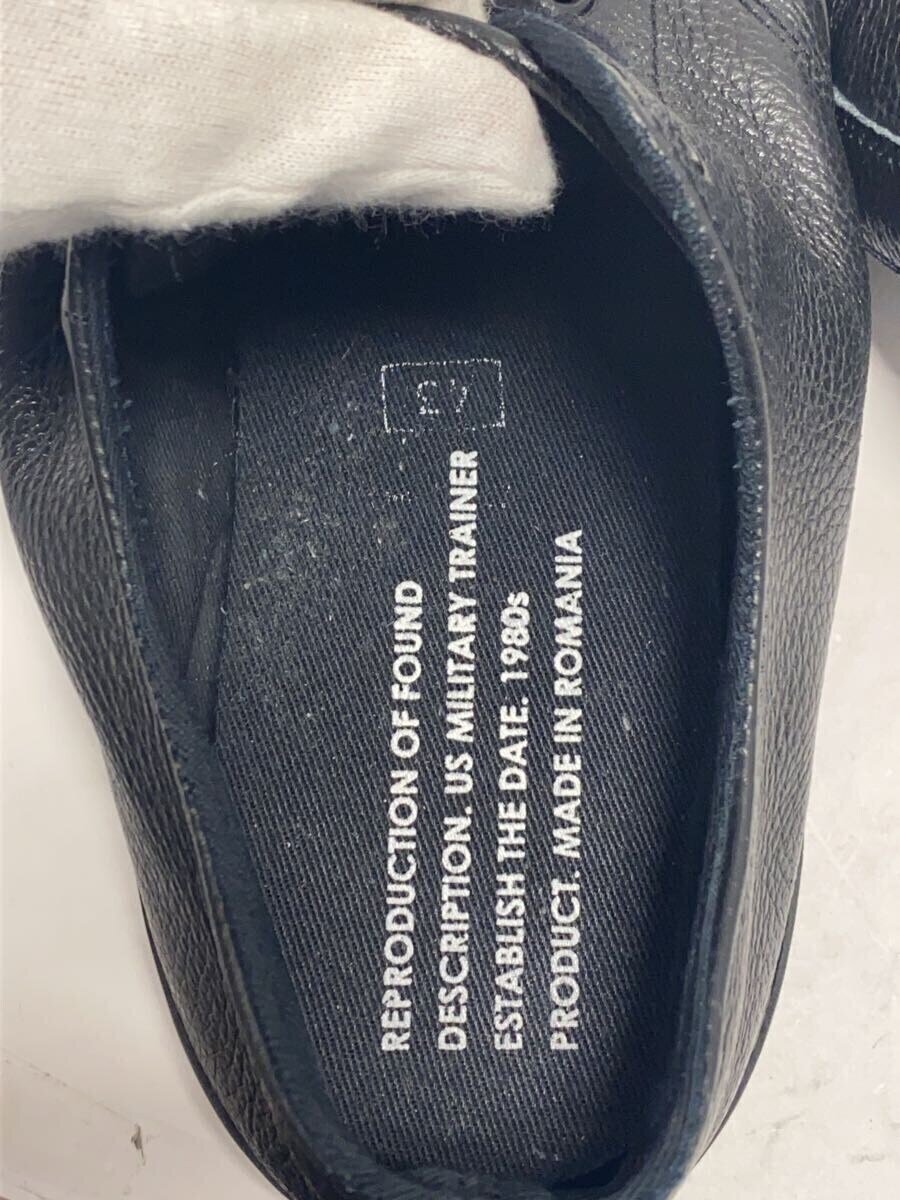 43
REPRODUCTION OF FOUND
DESCRIPTION. US MILITARY TRAINER
ESTABLISH THE DATE. 1980s
PRODUCT. MADE IN ROMANIA